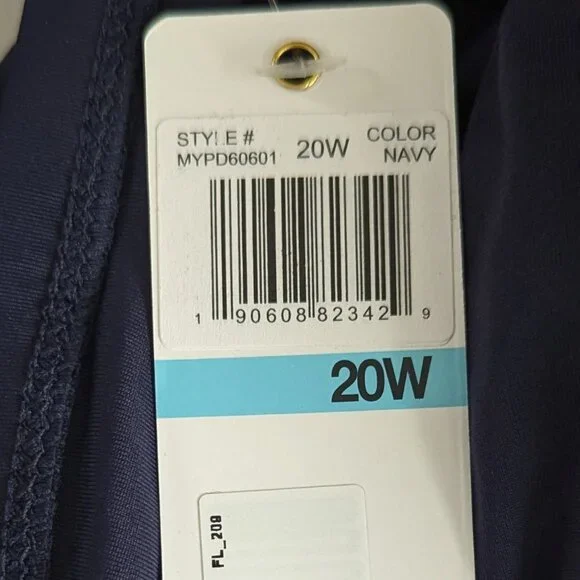 STYLE # 20W COLOR
MYPD60601 NAVY
1 90608 82342 9
20W
FL_209